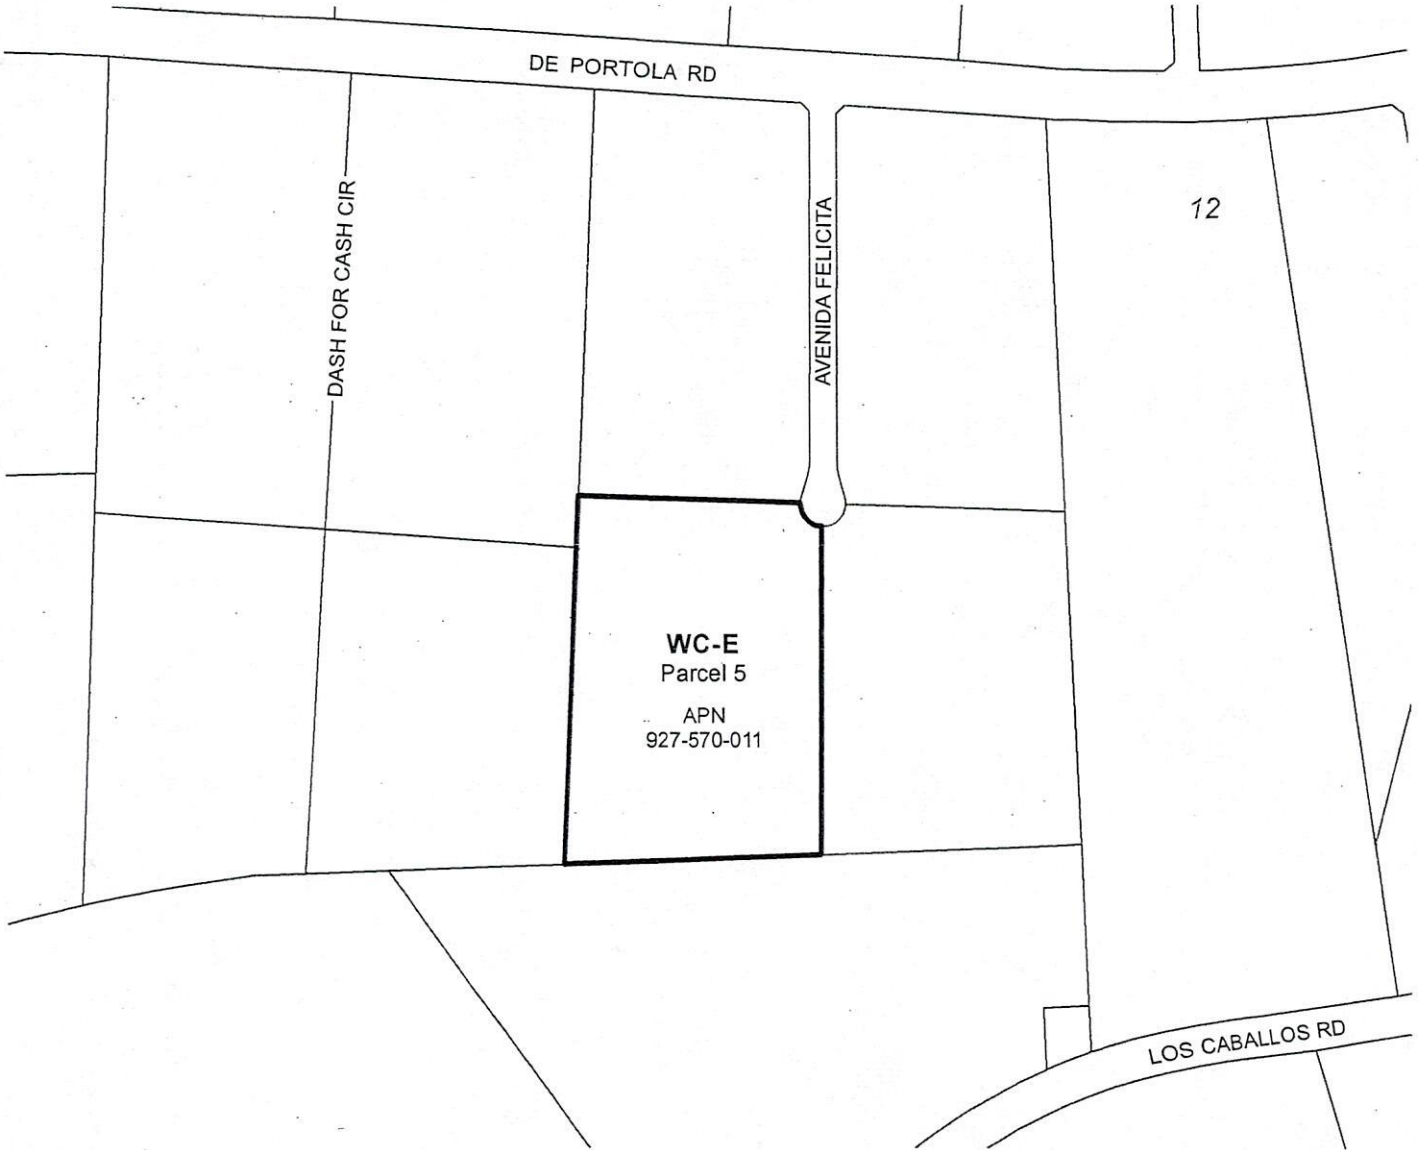 DE PORTOLA RD
DASH FOR CASH CIR
AVENIDA FELICITA
12
WC-E
Parcel 5
APN
927-570-011
LOS CABALLOS RD